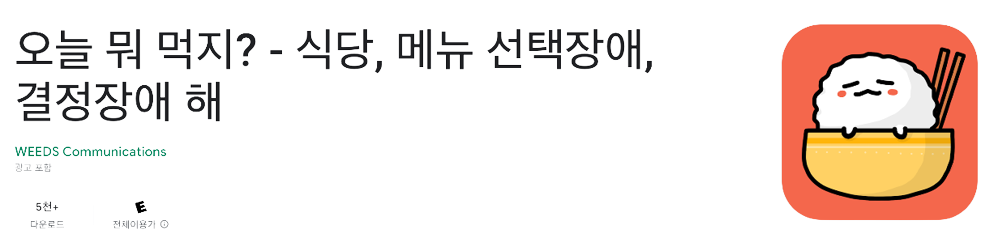 오늘 뭐 먹지? - 식당, 메뉴 선택장애,
결정장애 해
WEEDS Communications
광고 포함
5천+
E
다운로드
전체이용가 ⓘ